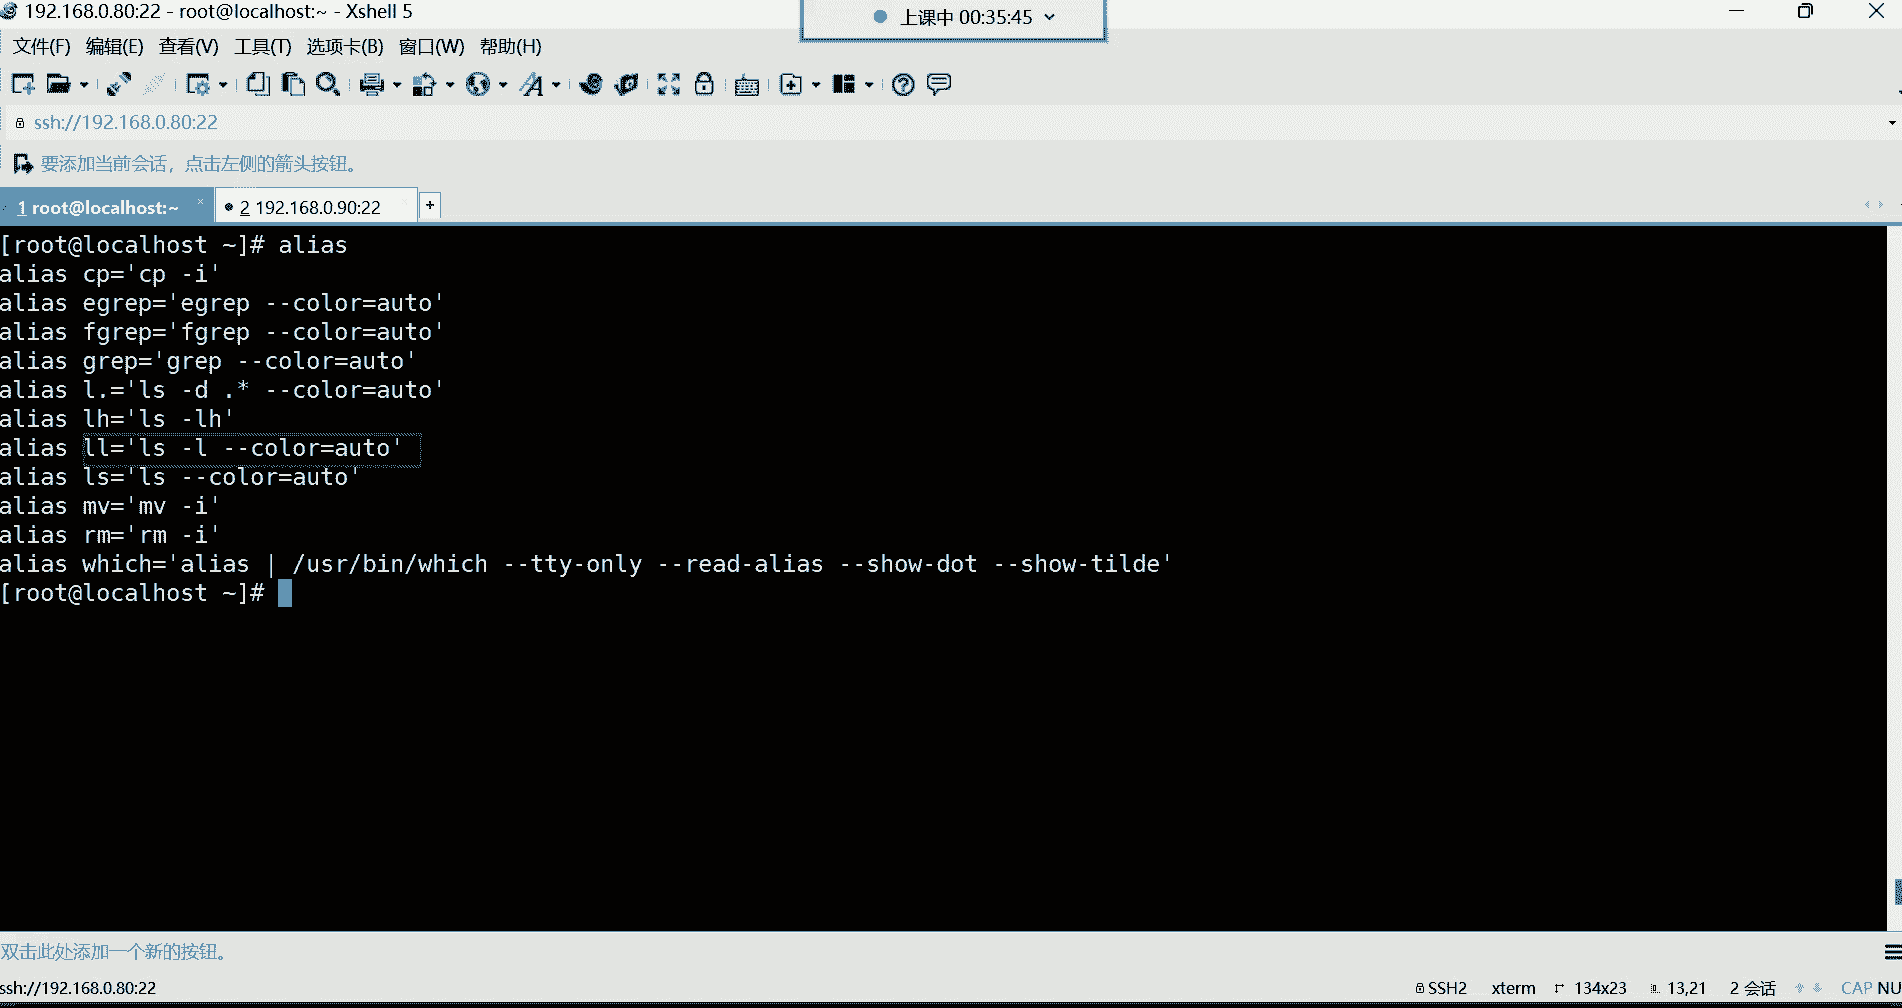 192.168.0.80:22 - root@localhost:~ - Xshell 5
上课中 00:35:45
文件(F) 编辑(E) 查看(V) 工具(T) 选项卡(B) 窗口(W) 帮助(H)
ssh://192.168.0.80:22
要添加当前会话，点击左侧的箭头按钮。
1 root@localhost:~ 2 192.168.0.90:22
[root@localhost ~]# alias
alias cp='cp -i'
alias egrep='egrep --color=auto'
alias fgrep='fgrep --color=auto'
alias grep='grep --color=auto'
alias l.='ls -d .* --color=auto'
alias lh='ls -lh'
alias ll='ls -l --color=auto'
alias ls='ls --color=auto'
alias mv='mv -i'
alias rm='rm -i'
alias which='alias | /usr/bin/which --tty-only --read-alias --show-dot --show-tilde'
[root@localhost ~]#
双击此处添加一个新的按钮。
ssh://192.168.0.80:22 SSH2 xterm 134x23 13,21 2 会话 CAP NU